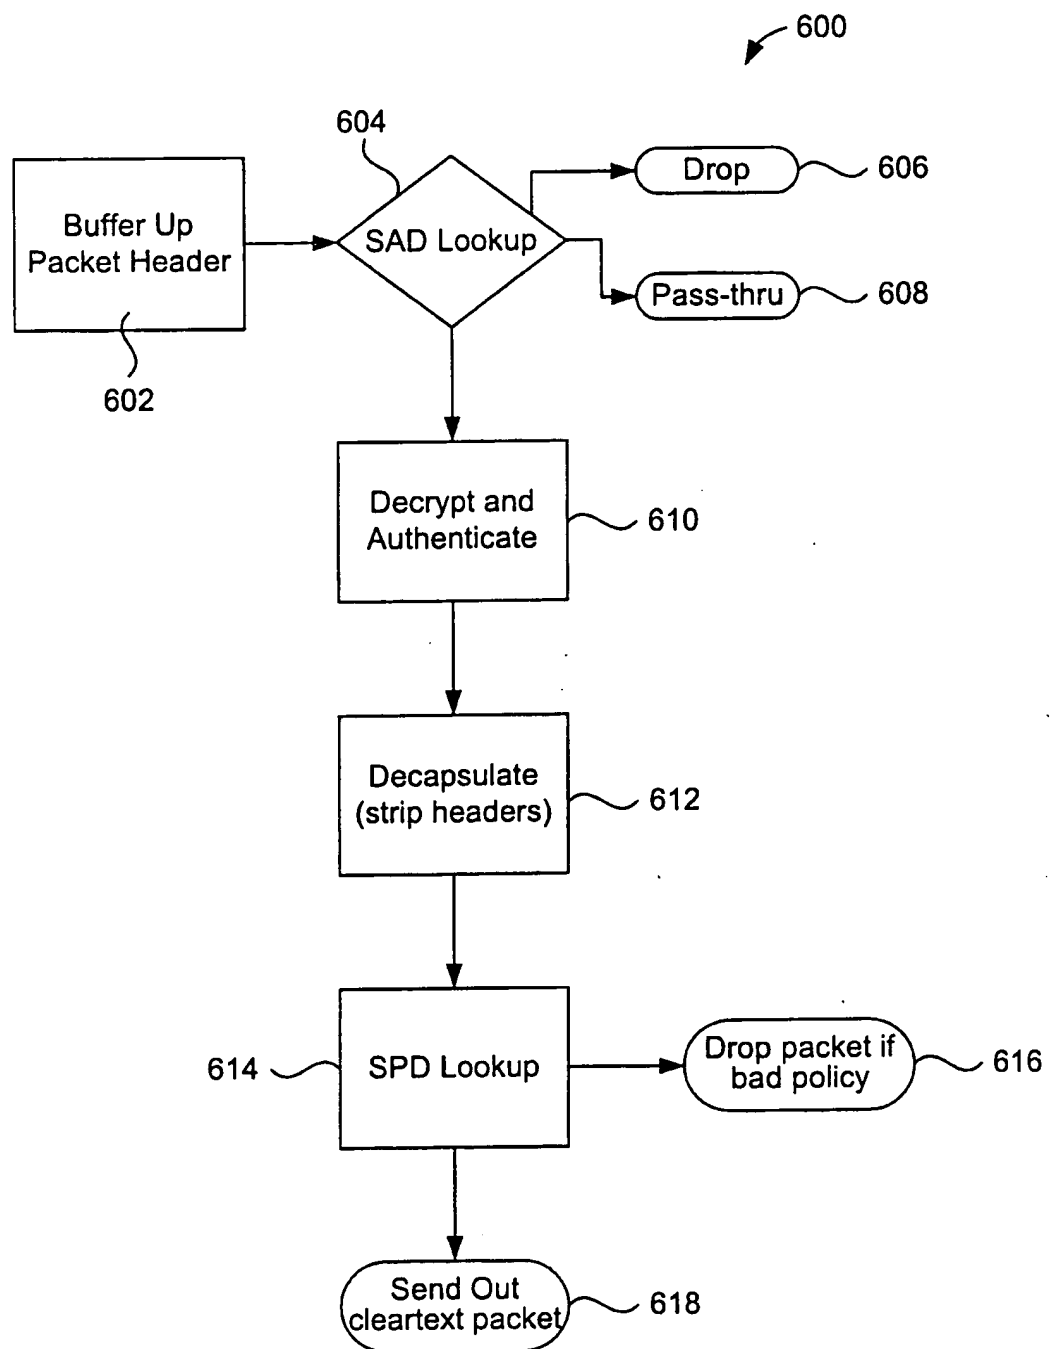 600
604
Drop
606
Buffer Up
Packet Header
SAD Lookup
Pass-thru
608
602
Decrypt and
Authenticate
610
Decapsulate
(strip headers)
612
614
SPD Lookup
Drop packet if
bad policy
616
Send Out
cleartext packet
618